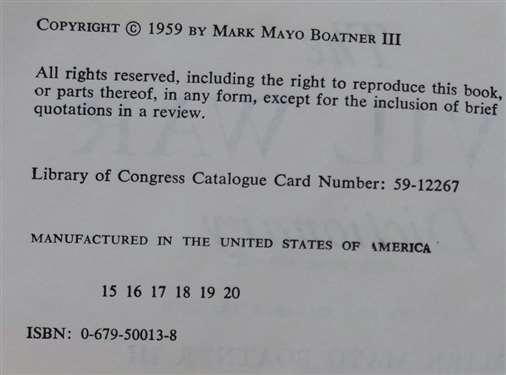 COPYRIGHT © 1959 BY MARK MAYO BOATNER III
All rights reserved, including the right to reproduce this book,
or parts thereof, in any form, except for the inclusion of brief
quotations in a review.
Library of Congress Catalogue Card Number: 59-12267
MANUFACTURED IN THE UNITED STATES OF AMERICA
15 16 17 18 19 20
ISBN: 0-679-50013-8